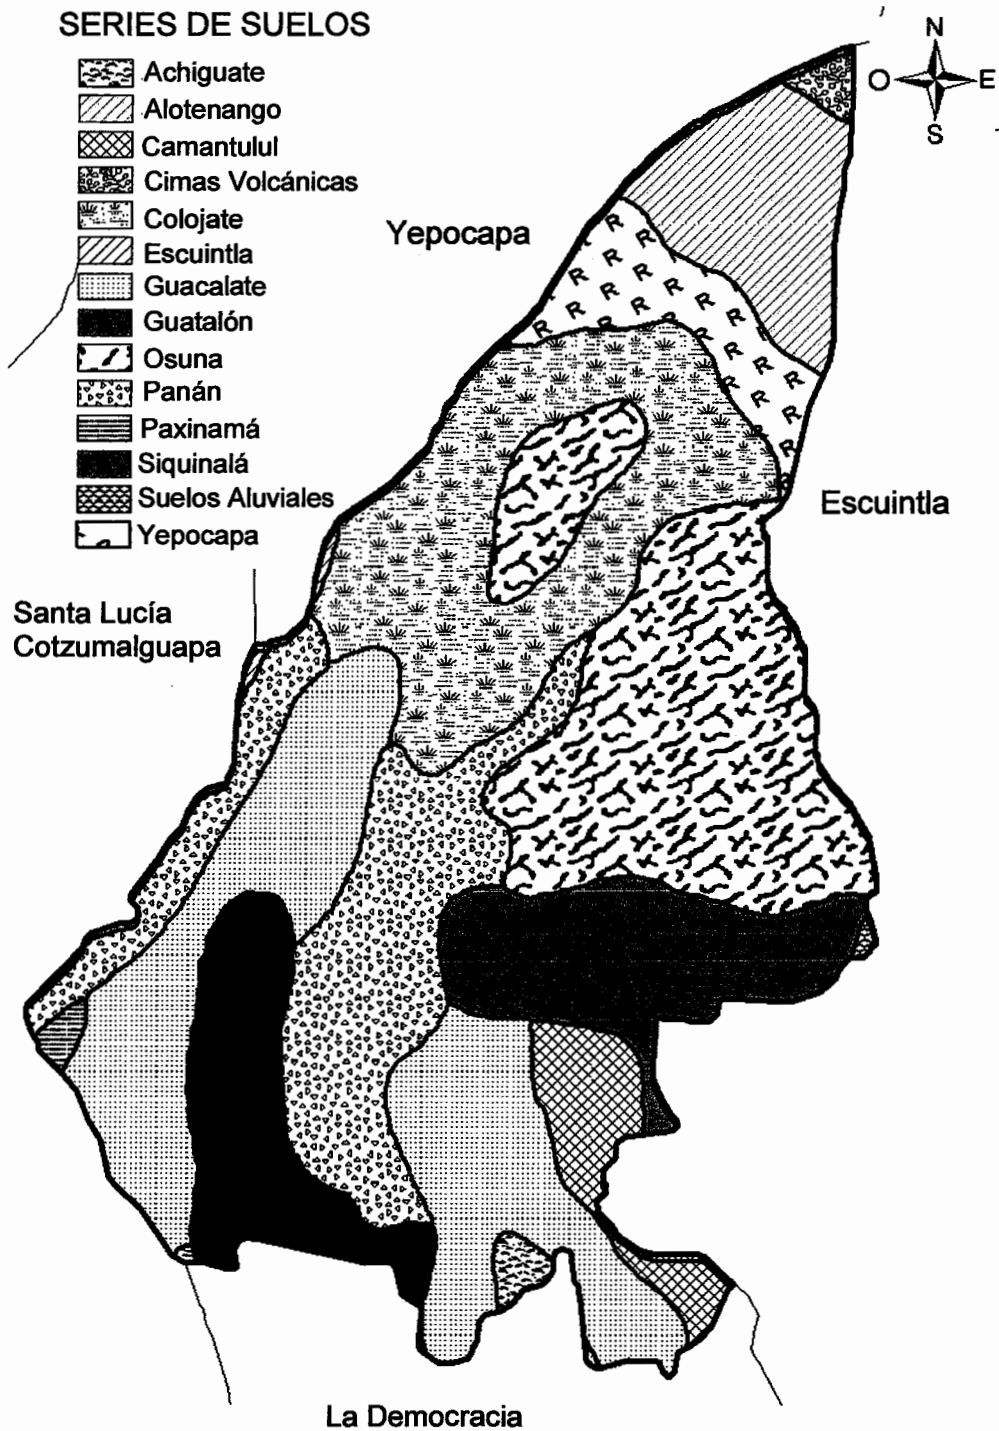 SERIES DE SUELOS
Achiguate
Alotenango
Camantulul
Cimas Volcánicas
Colojate
Escuintla
Guacalate
Guatalón
Osuna
Panán
Paxinamá
Siquinalá
Suelos Aluviales
Yepocapa
N
O E
S
Yepocapa
Escuintla
Santa Lucía
Cotzumalguapa
La Democracia
R R R R R R R R R R R R R R R R R R R R R R R R R R R R R R